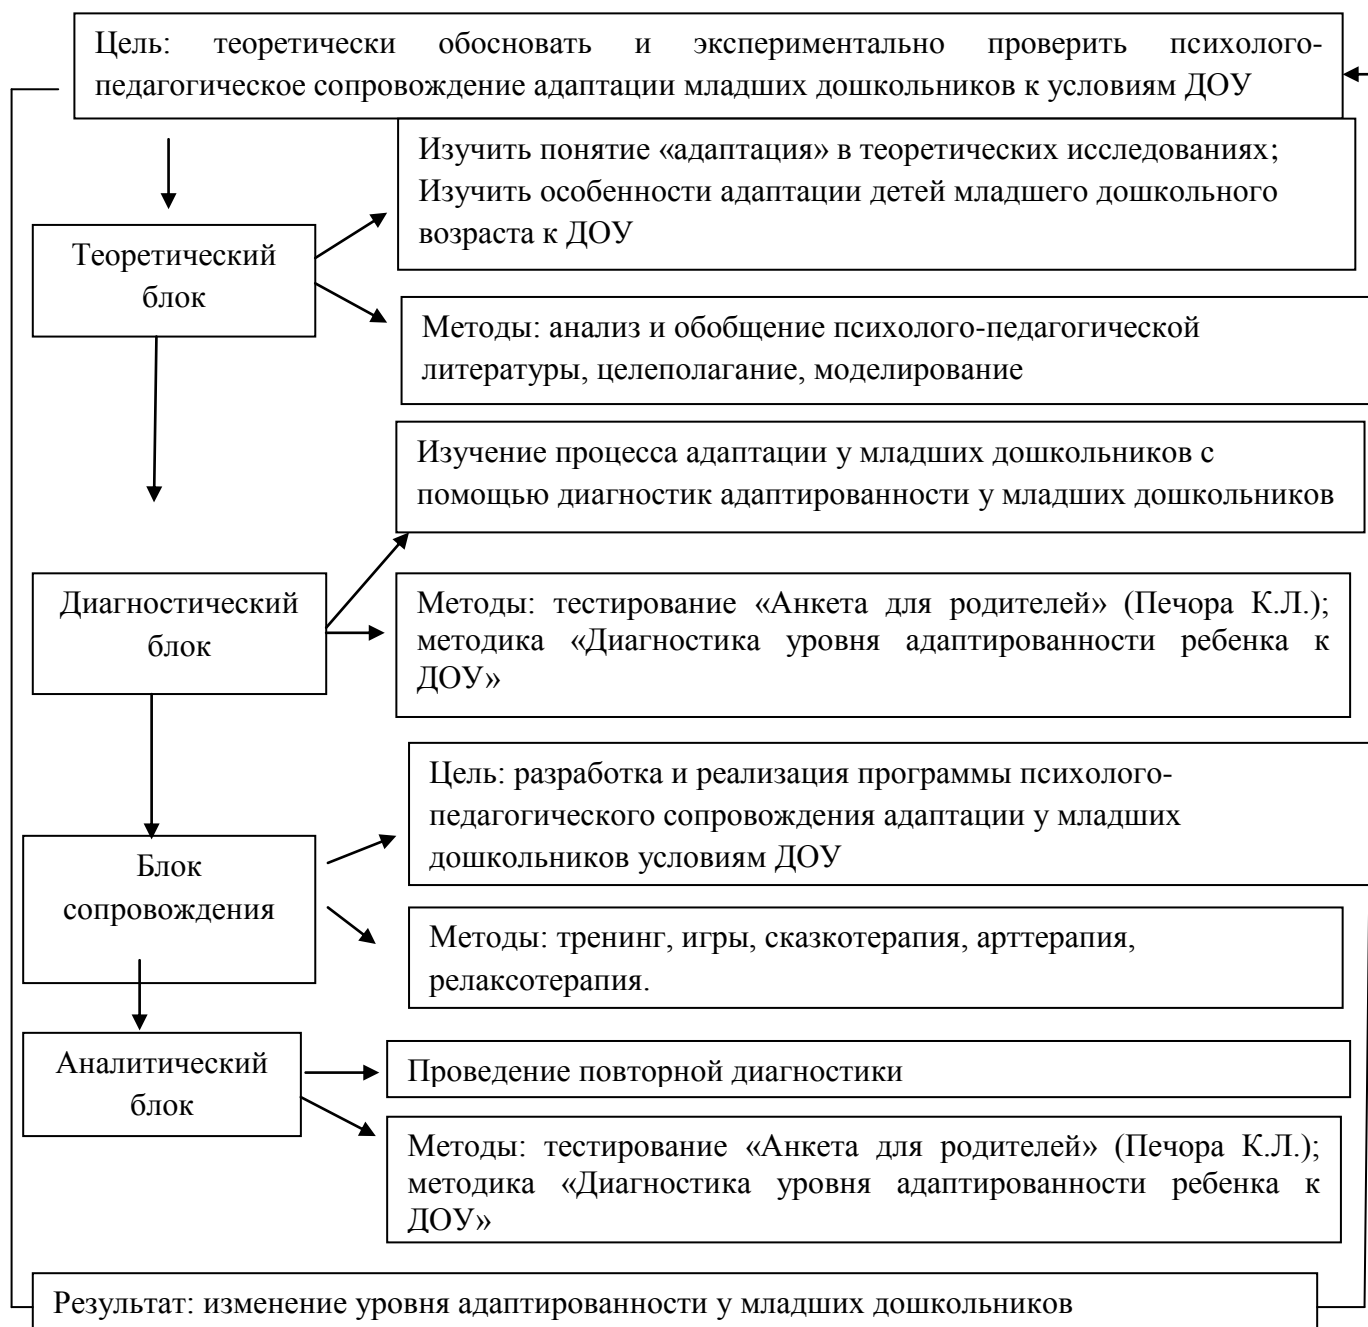 Цель: теоретически обосновать и экспериментально проверить психолого-
педагогическое сопровождение адаптации младших дошкольников к условиям ДОУ
Изучить понятие «адаптация» в теоретических исследованиях;
Изучить особенности адаптации детей младшего дошкольного
возраста к ДОУ
Теоретический
блок
Методы: анализ и обобщение психолого-педагогической
литературы, целеполагание, моделирование
Изучение процесса адаптации у младших дошкольников с
помощью диагностик адаптированности у младших дошкольников
Диагностический
блок
Методы: тестирование «Анкета для родителей» (Печора К.Л.);
методика «Диагностика уровня адаптированности ребенка к
ДОУ»
Цель: разработка и реализация программы психолого-
педагогического сопровождения адаптации у младших
дошкольников условиям ДОУ
Блок
сопровождения
Методы: тренинг, игры, сказкотерапия, арттерапия,
релаксотерапия.
Аналитический
блок
Проведение повторной диагностики
Методы: тестирование «Анкета для родителей» (Печора К.Л.);
методика «Диагностика уровня адаптированности ребенка к
ДОУ»
Результат: изменение уровня адаптированности у младших дошкольников